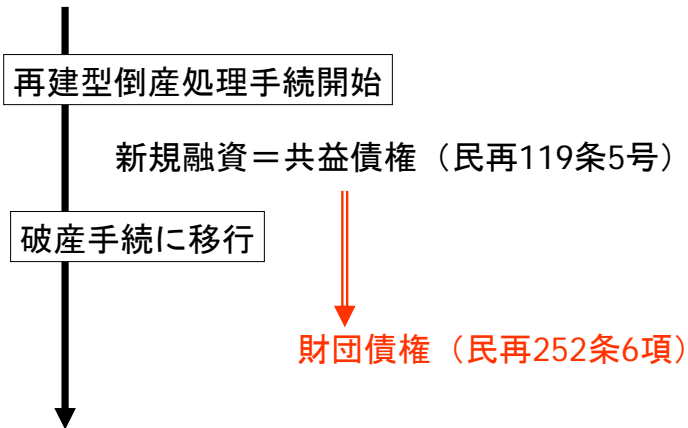 再建型倒産処理手続開始
新規融資＝共益債権（民再119条5号）
破産手続に移行
財団債権（民再252条6項）